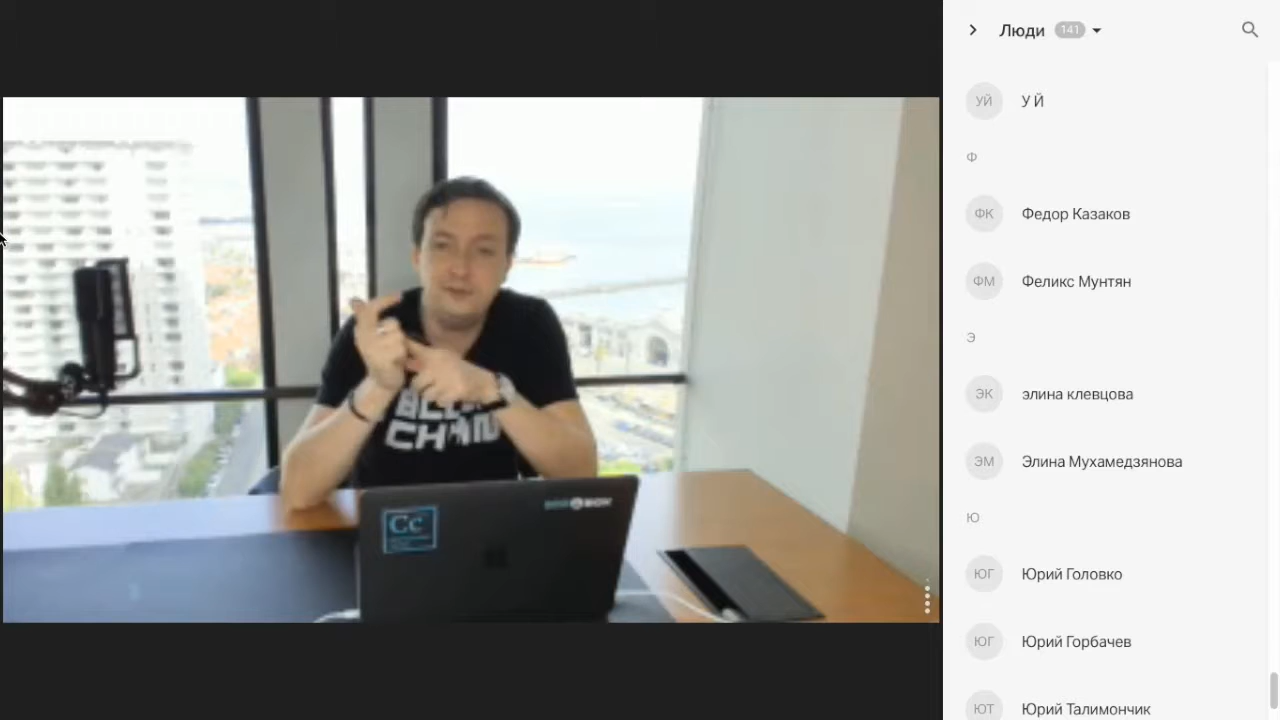 Люди 141
УЙ У Й
Ф
ФК Федор Казаков
ФМ Феликс Мунтян
Э
ЭК элина клевцова
ЭМ Элина Мухамедзянова
Ю
ЮГ Юрий Головко
ЮГ Юрий Горбачев
ЮТ Юрий Талимончик
CHAIN
Cc